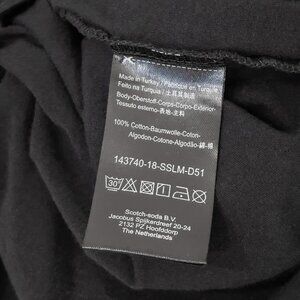 Made in Turkey / Fabriqué en Turquie
Feito na Turquia / 土耳其制造
Body-Oberstoff-Corps-Corpo-Exterior-
Tessuto esterno-表地-主料
100% Cotton-Baumwolle-Coton-
Algodon-Cotone-Algodão-綿-棉
143740-18-SSLM-D51
30
Scotch-soda B.V.
Jacobus Spijkerdreef 20-24
2132 PZ Hoofddorp
The Netherlands